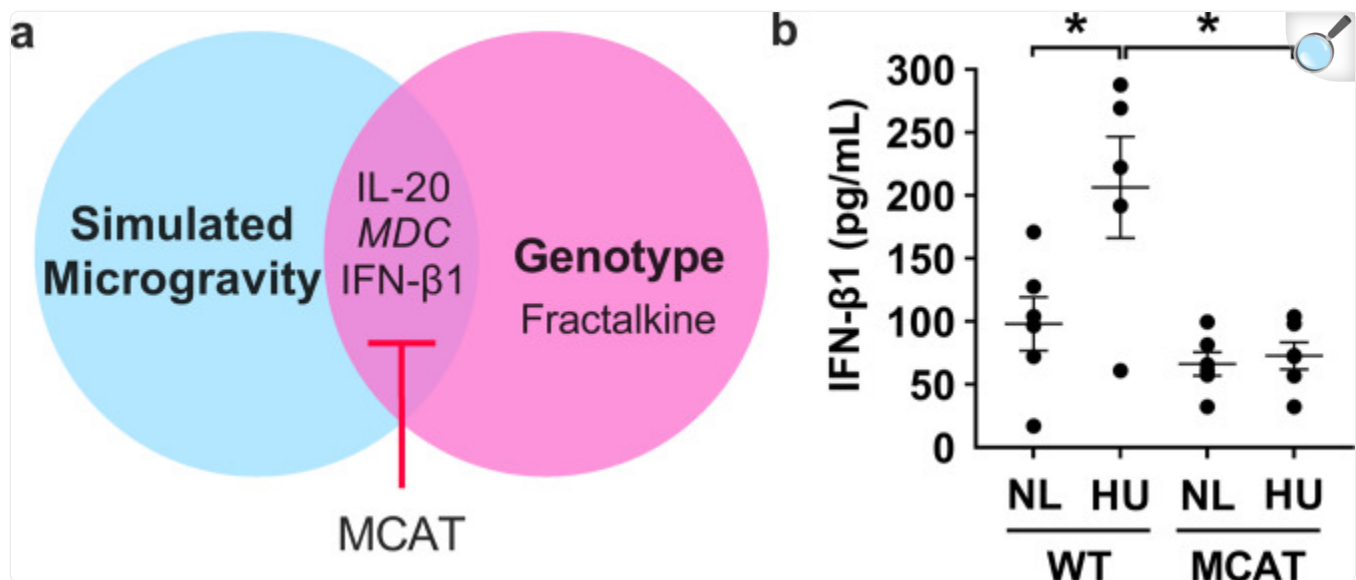 a
Simulated
Microgravity
IL-20
MDC
IFN-β1
Genotype
Fractalkine
MCAT
b
* *
IFN-β1 (pg/mL)
300
250
200
150
100
50
0
NL HU NL HU
WT MCAT